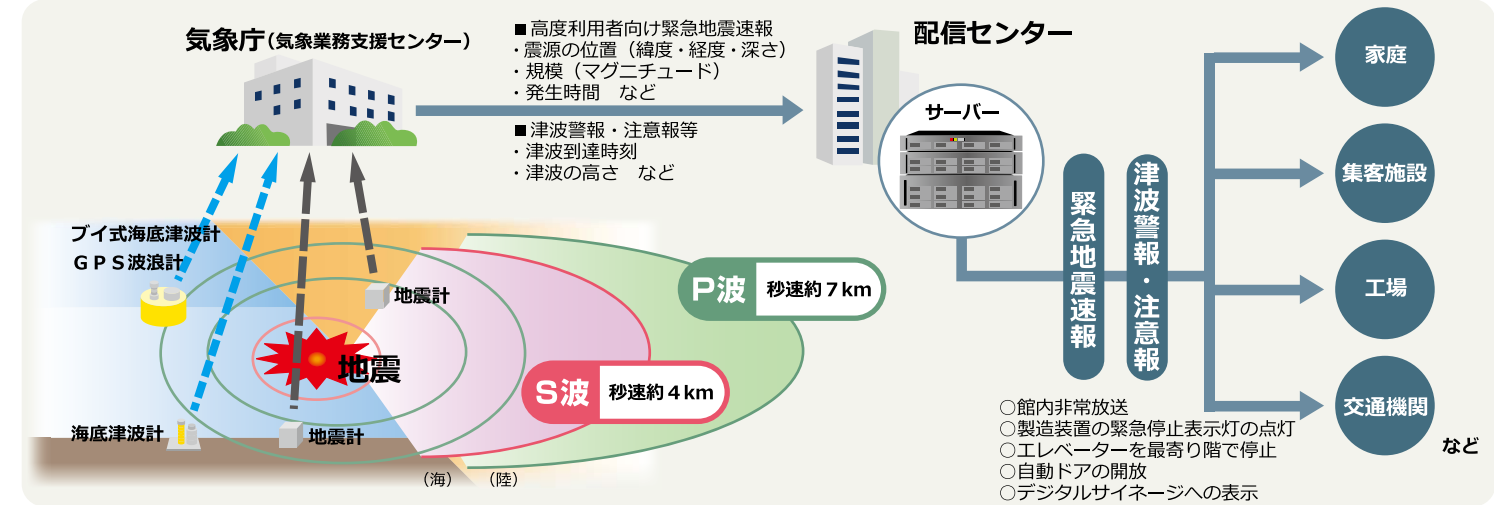 気象庁(気象業務支援センター)
■高度利用者向け緊急地震速報
・震源の位置（緯度・経度・深さ）
・規模（マグニチュード）
・発生時間　など
■津波警報・注意報等
・津波到達時刻
・津波の高さ　など
配信センター
サーバー
ブイ式海底津波計
ＧＰＳ波浪計
地震計
地震
海底津波計
地震計
（海）
（陸）
Ｐ波
秒速約７km
Ｓ波
秒速約４km
緊急地震速報
津波警報・注意報
家庭
集客施設
工場
交通機関
など
○館内非常放送
○製造装置の緊急停止表示灯の点灯
○エレベーターを最寄り階で停止
○自動ドアの開放
○デジタルサイネージへの表示